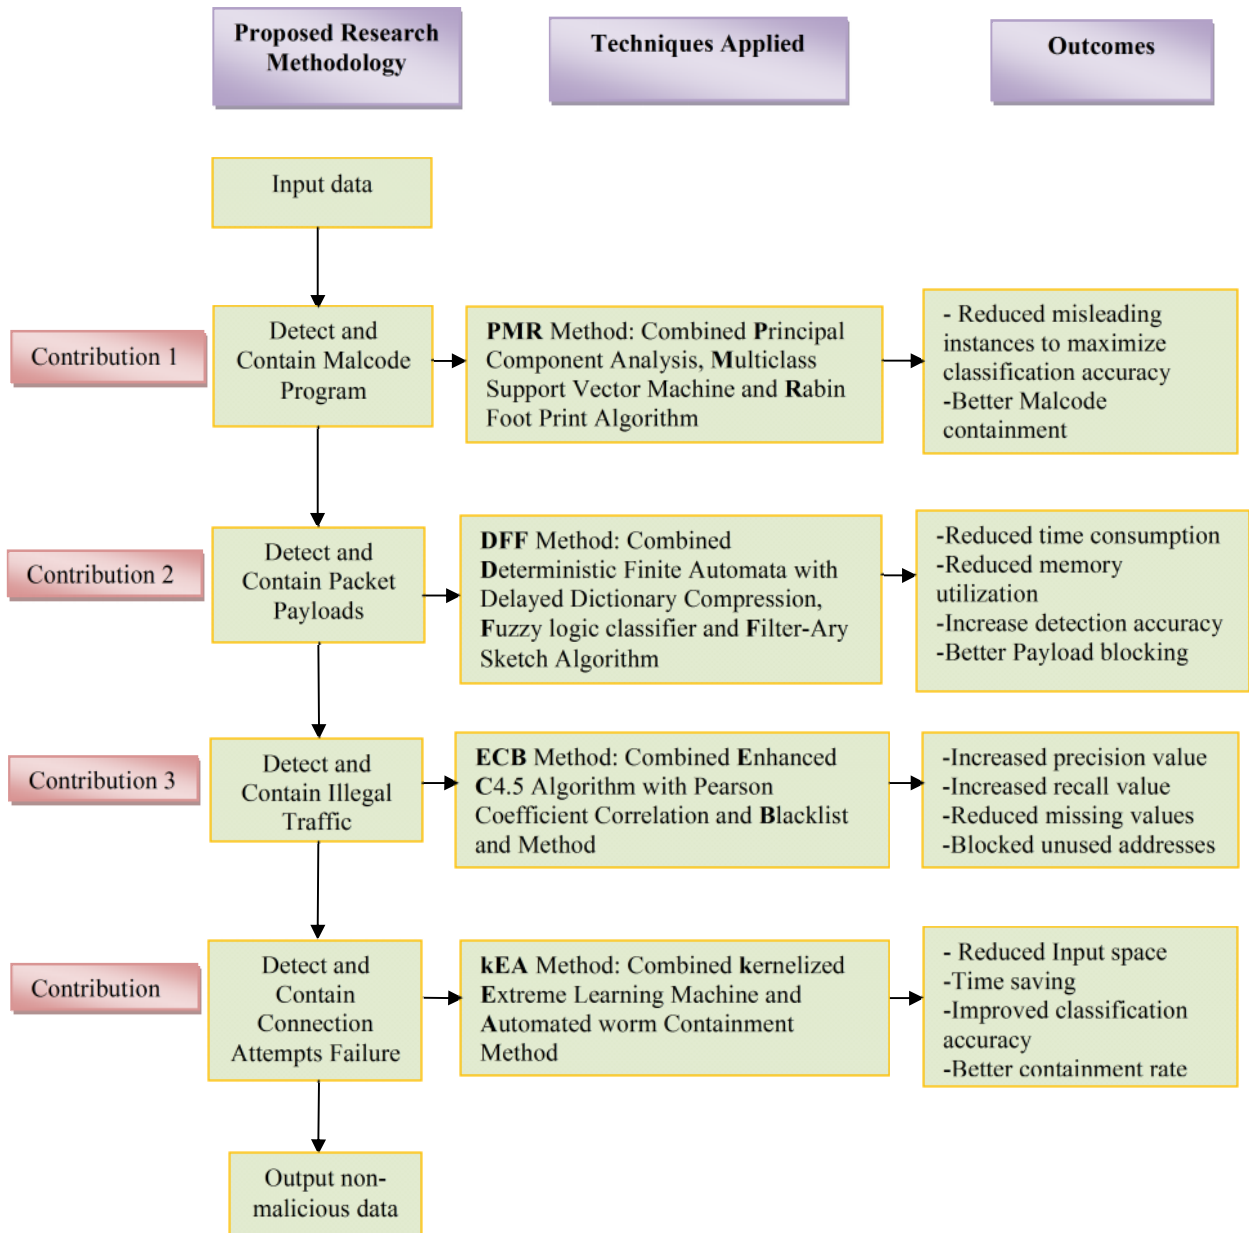 Proposed Research
Methodology
Techniques Applied
Outcomes
Input data
Contribution 1
Detect and
Contain Malcode
Program
PMR Method: Combined Principal
Component Analysis, Multiclass
Support Vector Machine and Rabin
Foot Print Algorithm
- Reduced misleading
instances to maximize
classification accuracy
-Better Malcode
containment
Contribution 2
Detect and
Contain Packet
Payloads
DFF Method: Combined
Deterministic Finite Automata with
Delayed Dictionary Compression,
Fuzzy logic classifier and Filter-Ary
Sketch Algorithm
-Reduced time consumption
-Reduced memory
utilization
-Increase detection accuracy
-Better Payload blocking
Contribution 3
Detect and
Contain Illegal
Traffic
ECB Method: Combined Enhanced
C4.5 Algorithm with Pearson
Coefficient Correlation and Blacklist
and Method
-Increased precision value
-Increased recall value
-Reduced missing values
-Blocked unused addresses
Contribution
Detect and
Contain
Connection
Attempts Failure
kEA Method: Combined kernelized
Extreme Learning Machine and
Automated worm Containment
Method
- Reduced Input space
-Time saving
-Improved classification
accuracy
-Better containment rate
Output non-
malicious data